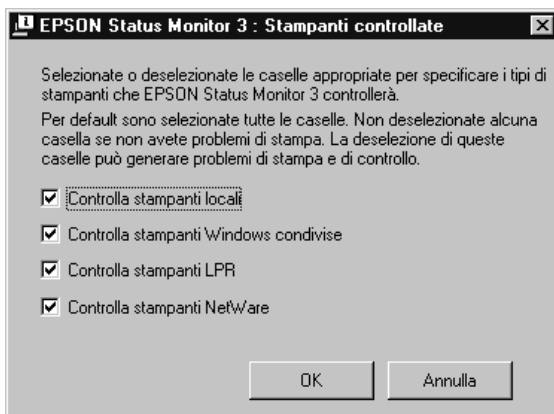 EPSON Status Monitor 3 : Stampanti controllate
Selezionate o deselezionate le caselle appropriate per specificare i tipi di
stampanti che EPSON Status Monitor 3 controllerà.
Per default sono selezionate tutte le caselle. Non deselezionate alcuna
casella se non avete problemi di stampa. La deselezione di queste
caselle può generare problemi di stampa e di controllo.
Controlla stampanti locali
Controlla stampanti Windows condivise
Controlla stampanti LPR
Controlla stampanti NetWare
OK
Annulla